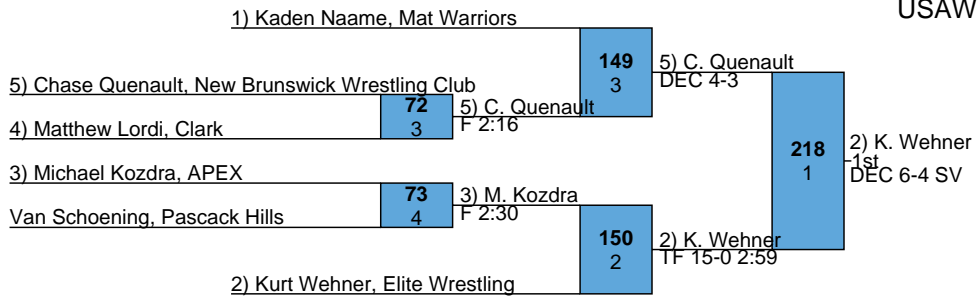 USAW
1) Kaden Naame, Mat Warriors
149
3
5) C. Quenault
DEC 4-3
5) Chase Quenault, New Brunswick Wrestling Club
72
3
5) C. Quenault
F 2:16
4) Matthew Lordi, Clark
218
1
2) K. Wehner
1st
DEC 6-4 SV
3) Michael Kozdra, APEX
73
4
3) M. Kozdra
F 2:30
Van Schoening, Pascack Hills
150
2
2) K. Wehner
TF 15-0 2:59
2) Kurt Wehner, Elite Wrestling